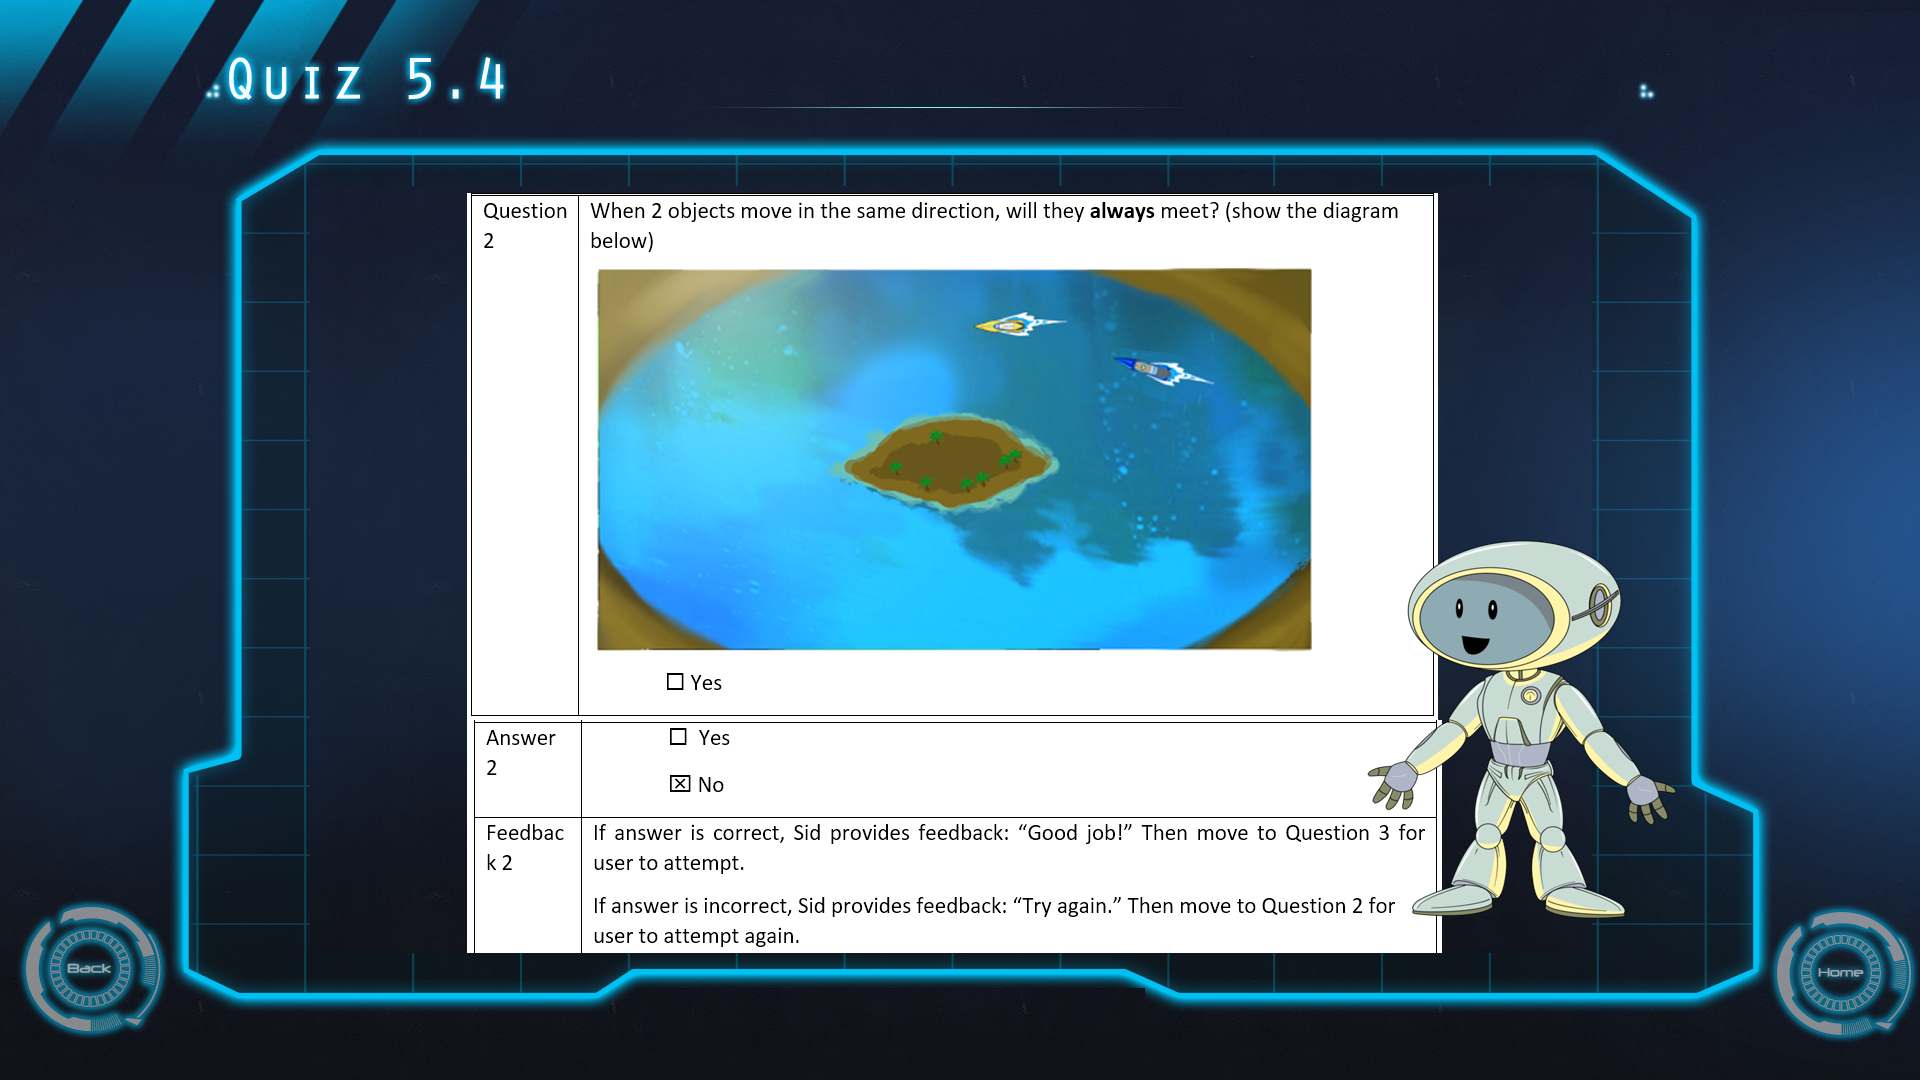 Quiz 5.4
Question
2
When 2 objects move in the same direction, will they always meet? (show the diagram
below)
☐ Yes
Answer
2
☐ Yes
☒ No
Feedbac
k 2
If answer is correct, Sid provides feedback: “Good job!” Then move to Question 3 for
user to attempt.
If answer is incorrect, Sid provides feedback: “Try again.” Then move to Question 2 for
user to attempt again.
Back
Home